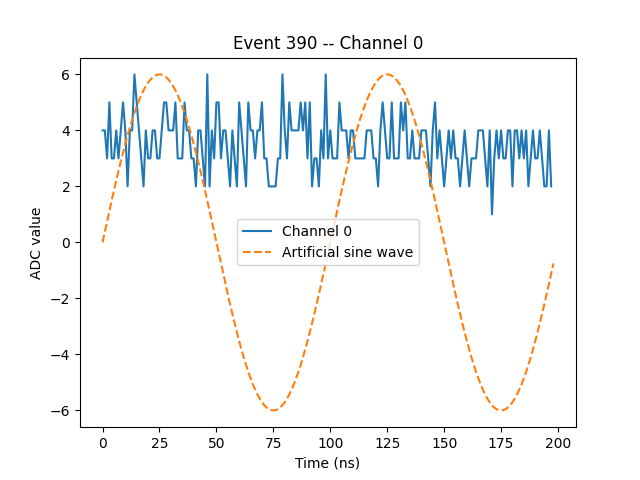 Event 390 -- Channel 0
ADC value
6
4
2
0
−2
−4
−6
Channel 0
Artificial sine wave
0 25 50 75 100 125 150 175 200
Time (ns)